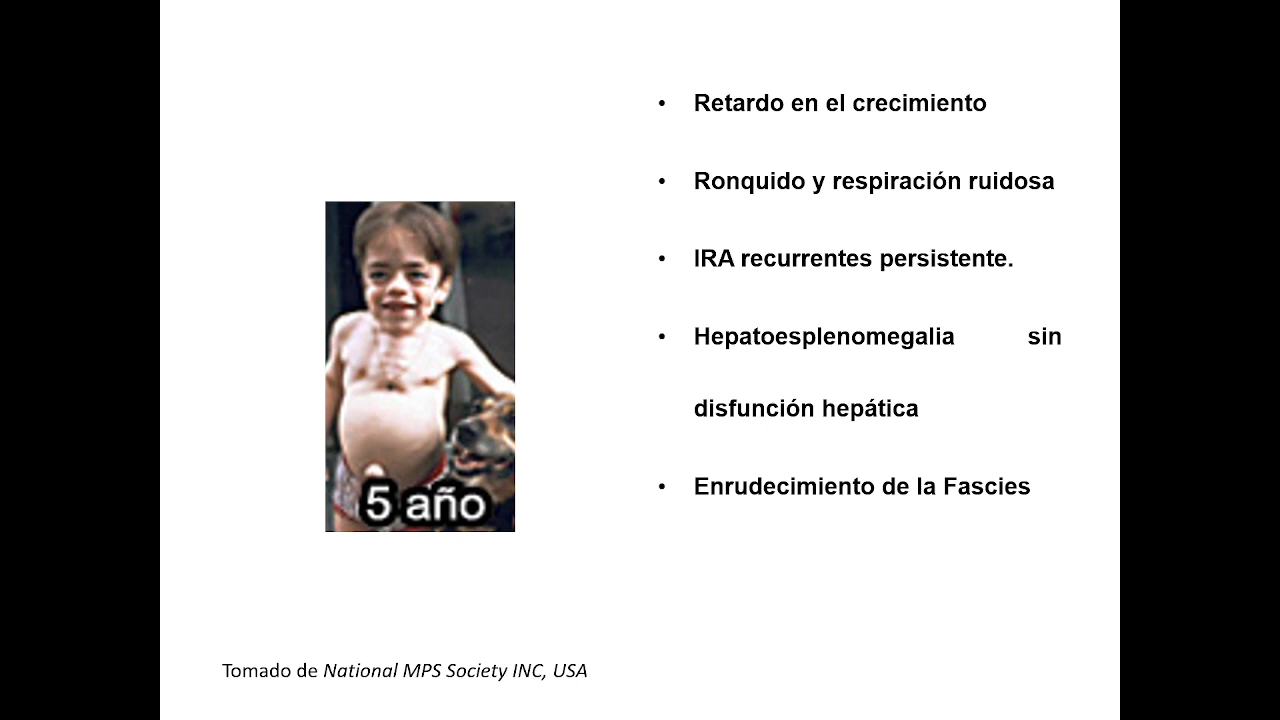 • Retardo en el crecimiento
• Ronquido y respiración ruidosa
• IRA recurrentes persistente.
• Hepatoesplenomegalia sin
disfunción hepática
• Enrudecimiento de la Fascies
5 año
Tomado de National MPS Society INC, USA